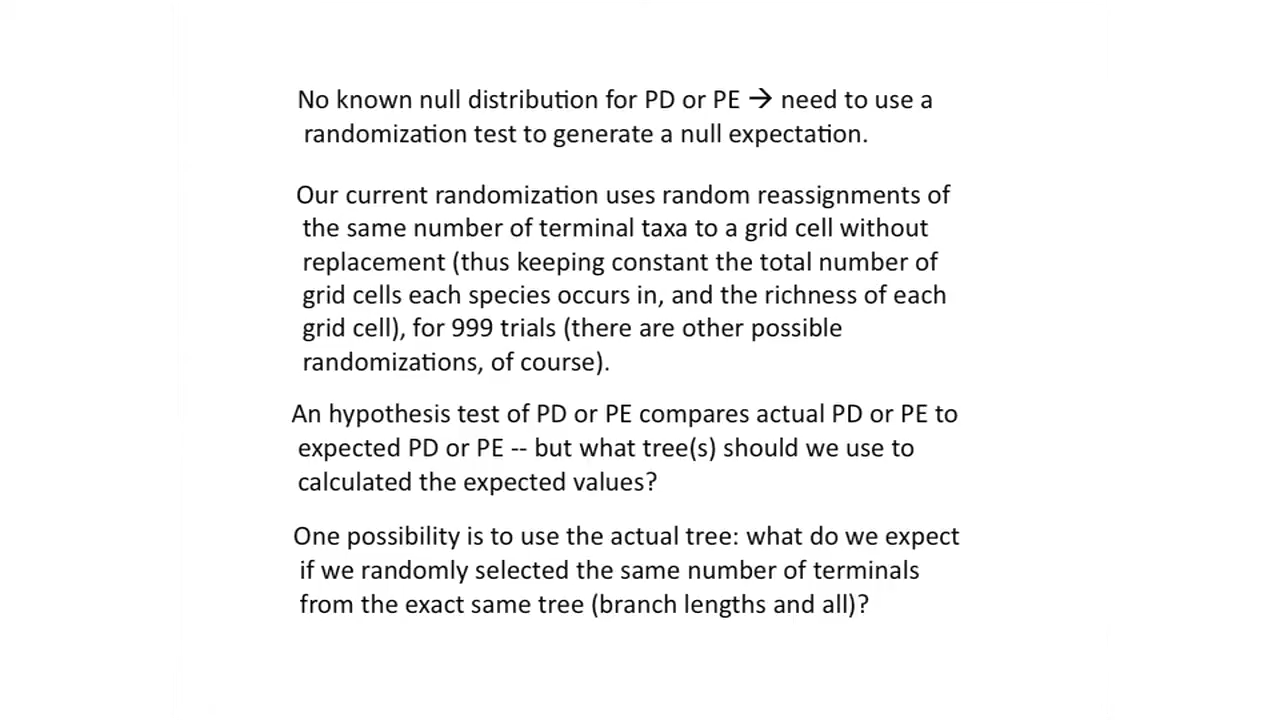 No known null distribution for PD or PE → need to use a
randomization test to generate a null expectation.
Our current randomization uses random reassignments of
the same number of terminal taxa to a grid cell without
replacement (thus keeping constant the total number of
grid cells each species occurs in, and the richness of each
grid cell), for 999 trials (there are other possible
randomizations, of course).
An hypothesis test of PD or PE compares actual PD or PE to
expected PD or PE -- but what tree(s) should we use to
calculated the expected values?
One possibility is to use the actual tree: what do we expect
if we randomly selected the same number of terminals
from the exact same tree (branch lengths and all)?